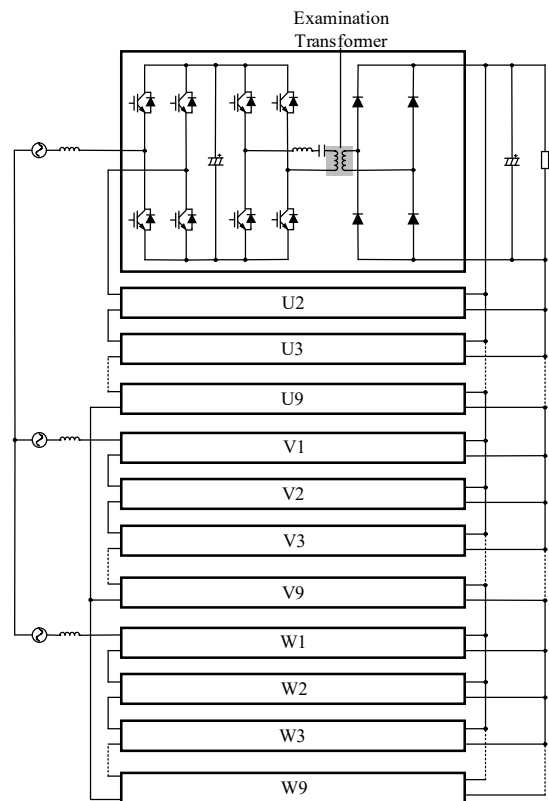 Examination
Transformer
U2
U3
U9
V1
V2
V3
V9
W1
W2
W3
W9